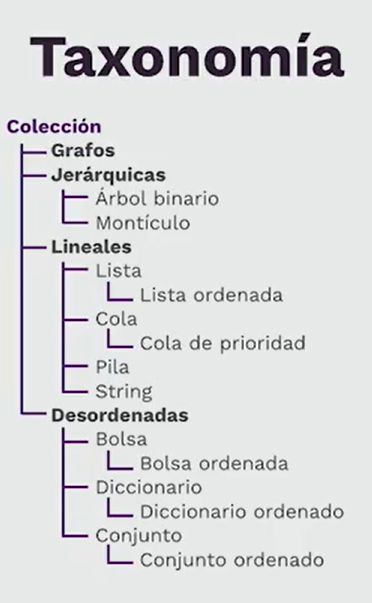 Taxonomía
Colección
Grafos
Jerárquicas
Árbol binario
Montículo
Lineales
Lista
Lista ordenada
Cola
Cola de prioridad
Pila
String
Desordenadas
Bolsa
Bolsa ordenada
Diccionario
Diccionario ordenado
Conjunto
Conjunto ordenado